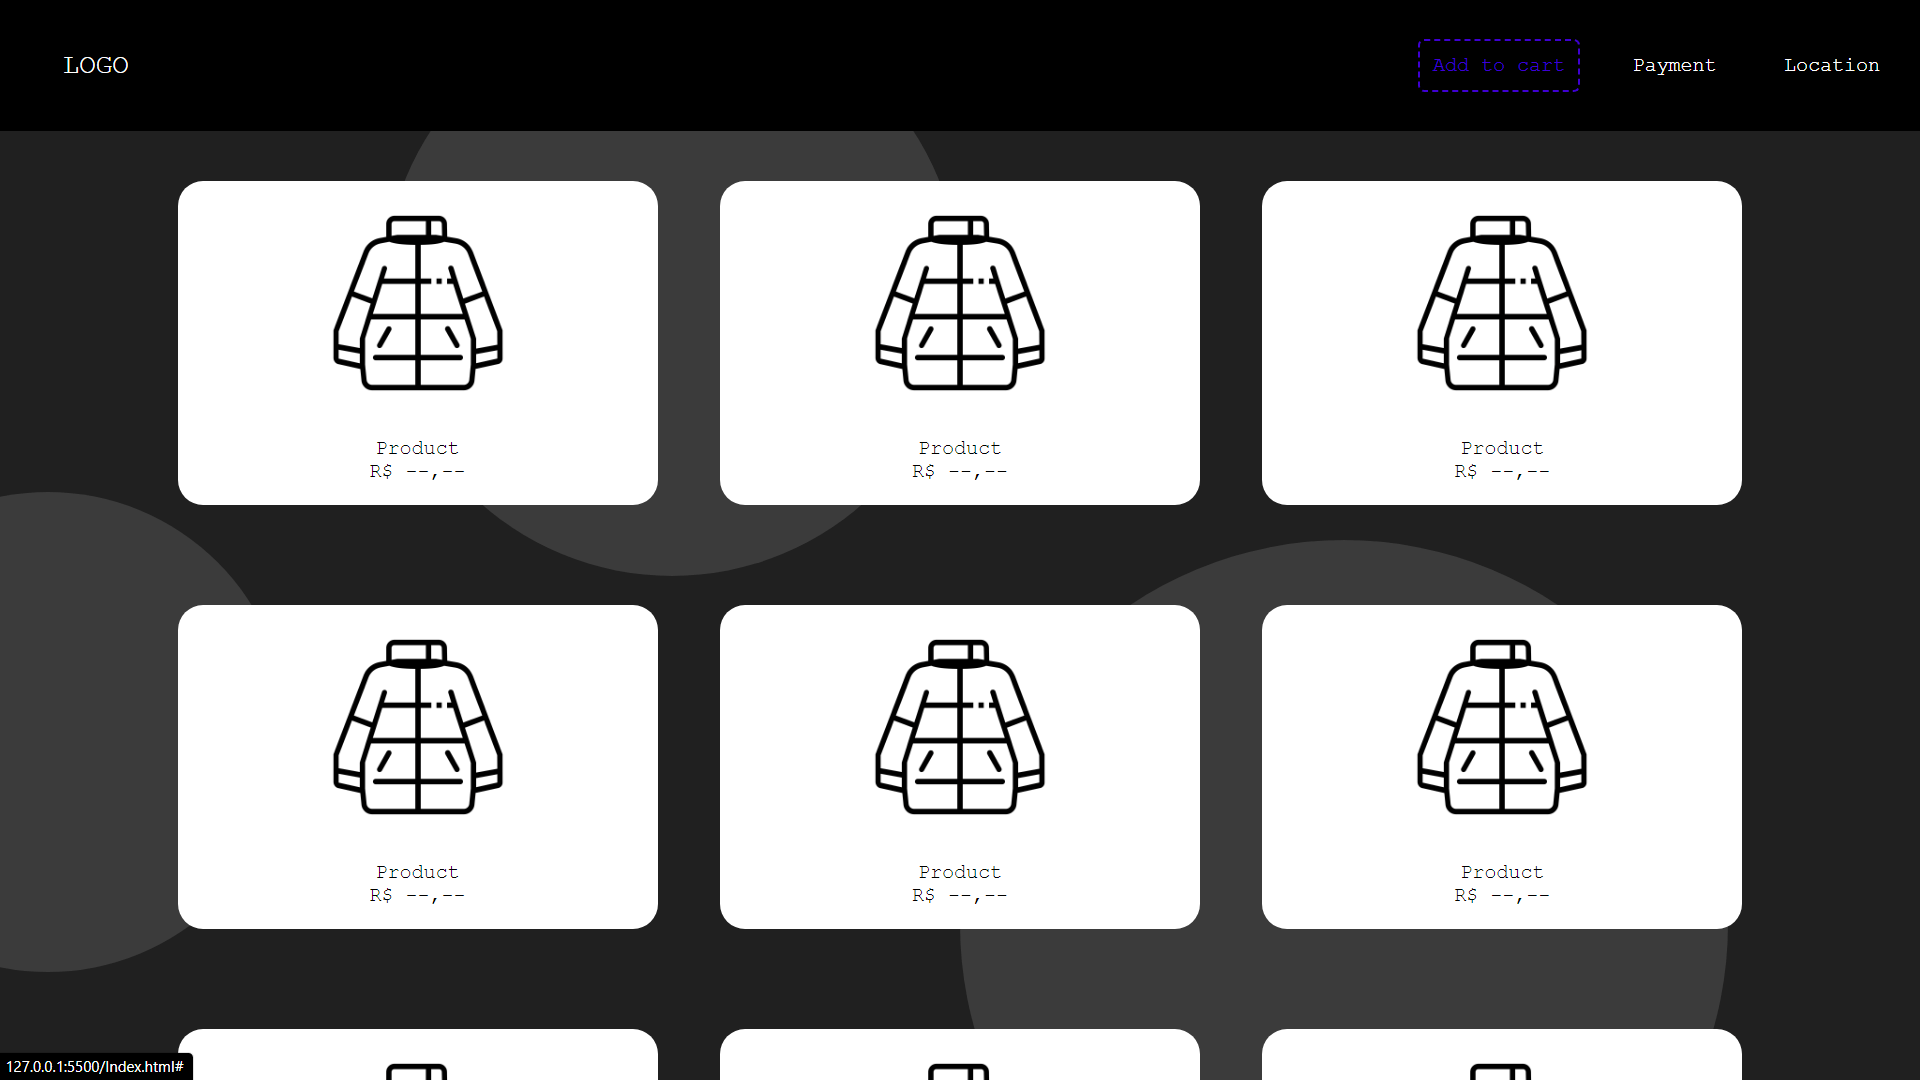 LOGO
Add to cart
Payment
Location
Product
R$ --,--
Product
R$ --,--
Product
R$ --,--
Product
R$ --,--
Product
R$ --,--
Product
R$ --,--
127.0.0.1:5500/Index.html#